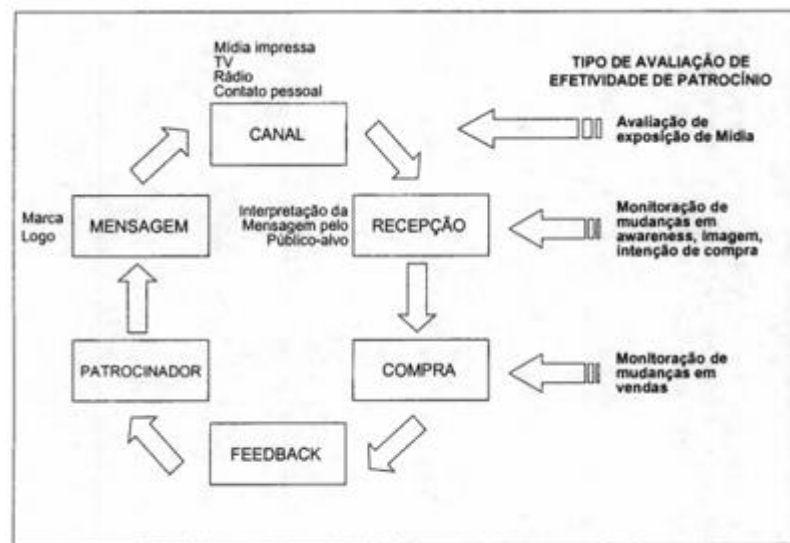 Mídia impressa
TV
Rádio
Contato pessoal
CANAL
TIPO DE AVALIAÇÃO DE
EFETIVIDADE DE PATROCÍNIO
Avaliação de
exposição de Mídia
Marca
Logo
MENSAGEM
Interpretação da
Mensagem pelo
Público-alvo
RECEPÇÃO
Monitoração de
mudanças em
awareness, Imagem,
intenção de compra
PATROCINADOR
COMPRA
Monitoração de
mudanças em
vendas
FEEDBACK